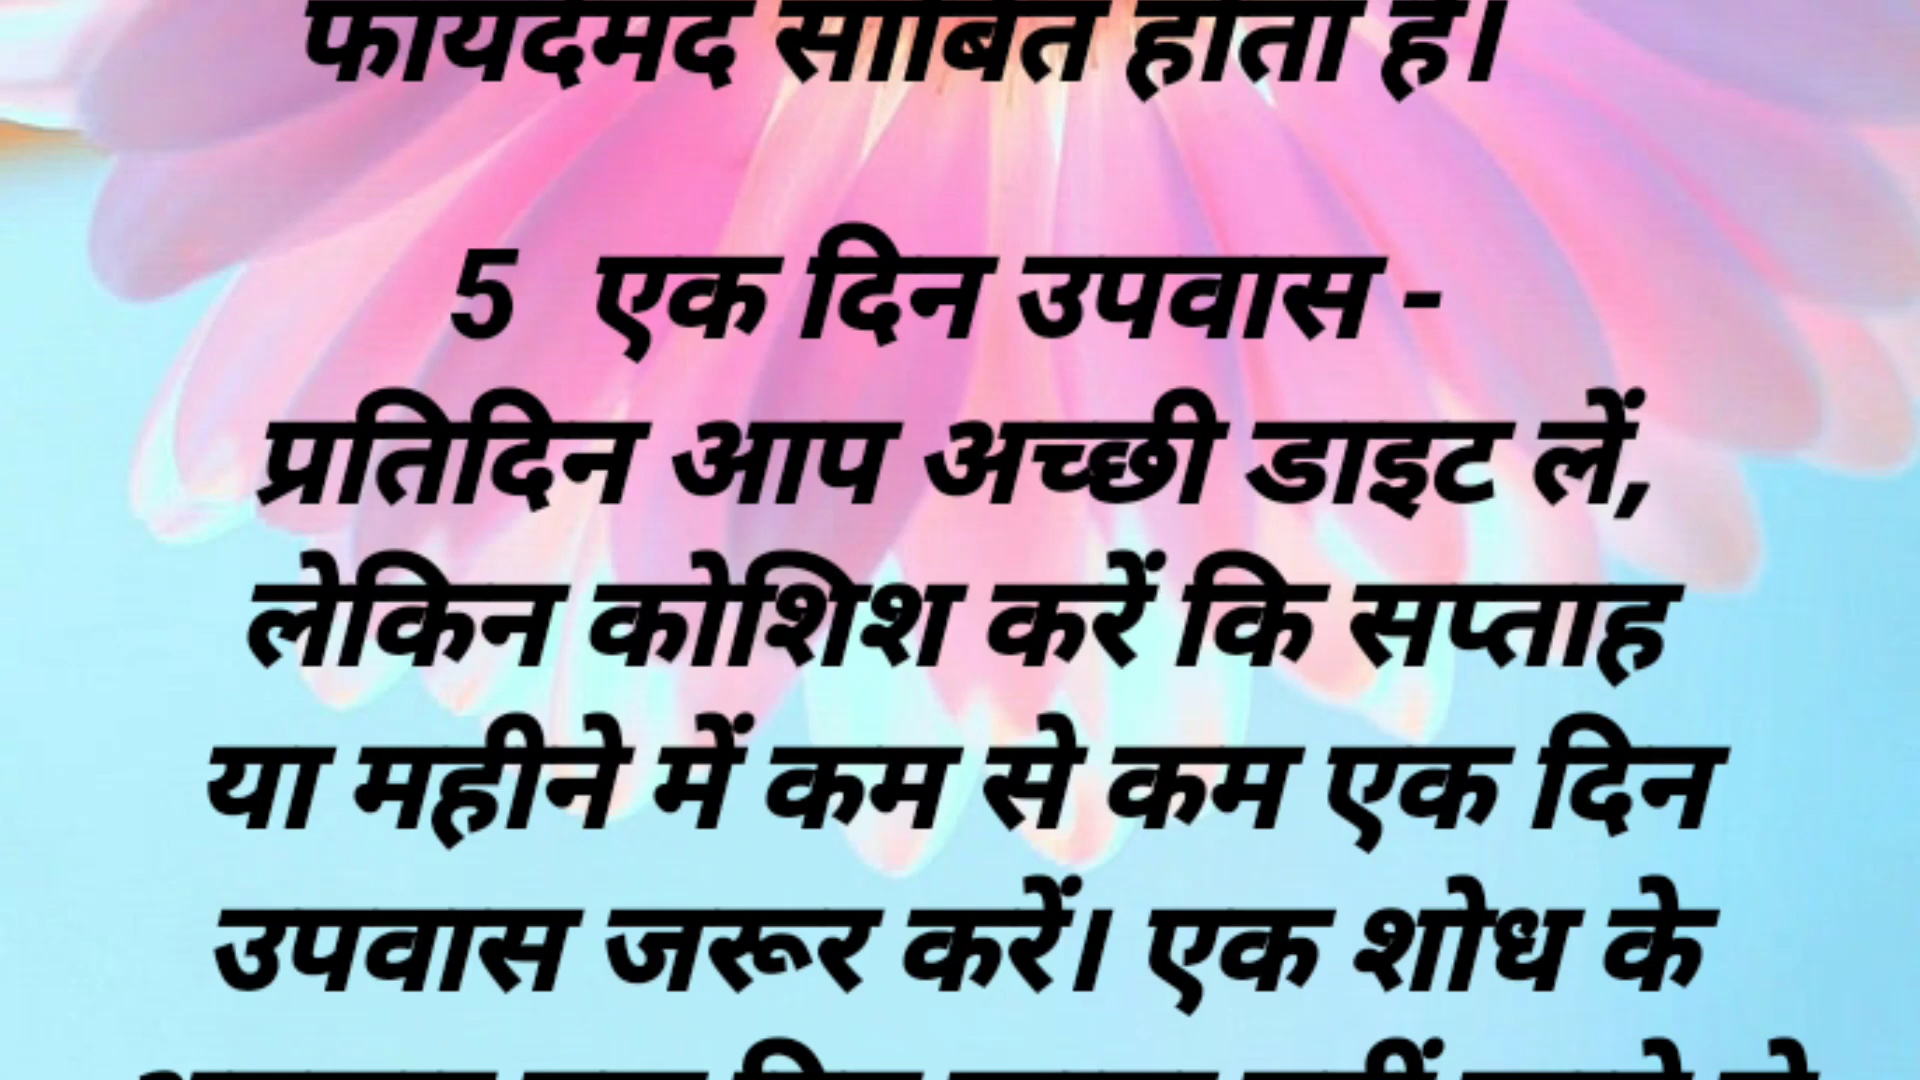 फायदेमंद साबित होता है।
5 एक दिन उपवास -
प्रतिदिन आप अच्छी डाइट लें,
लेकिन कोशिश करें कि सप्ताह
या महीने में कम से कम एक दिन
उपवास जरूर करें। एक शोध के